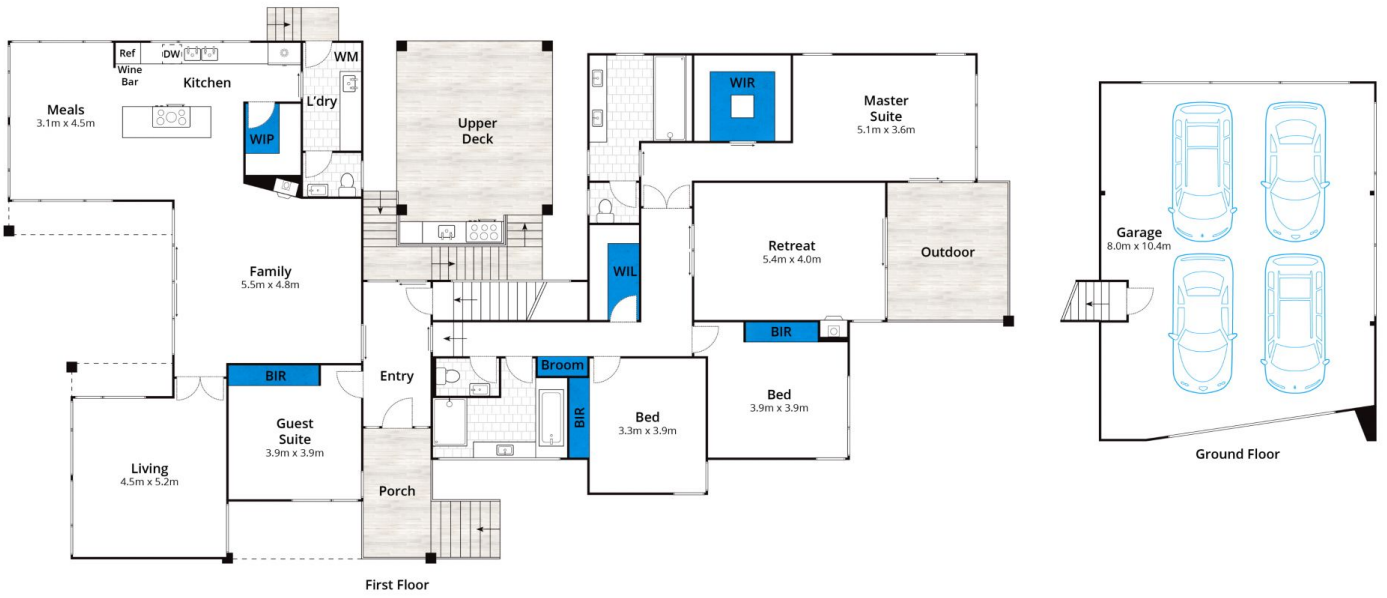 Ref
DW
WM
Wine
Bar
Kitchen
Meals
3.1m x 4.5m
L'dry
WIP
Upper
Deck
WIR
Master
Suite
5.1m x 3.6m
Family
5.5m x 4.8m
WIL
Retreat
5.4m x 4.0m
Outdoor
Garage
8.0m x 10.4m
BIR
BIR
Entry
Broom
BIR
Bed
3.3m x 3.9m
Bed
3.9m x 3.9m
Guest
Suite
3.9m x 3.9m
Living
4.5m x 5.2m
Porch
Ground Floor
First Floor